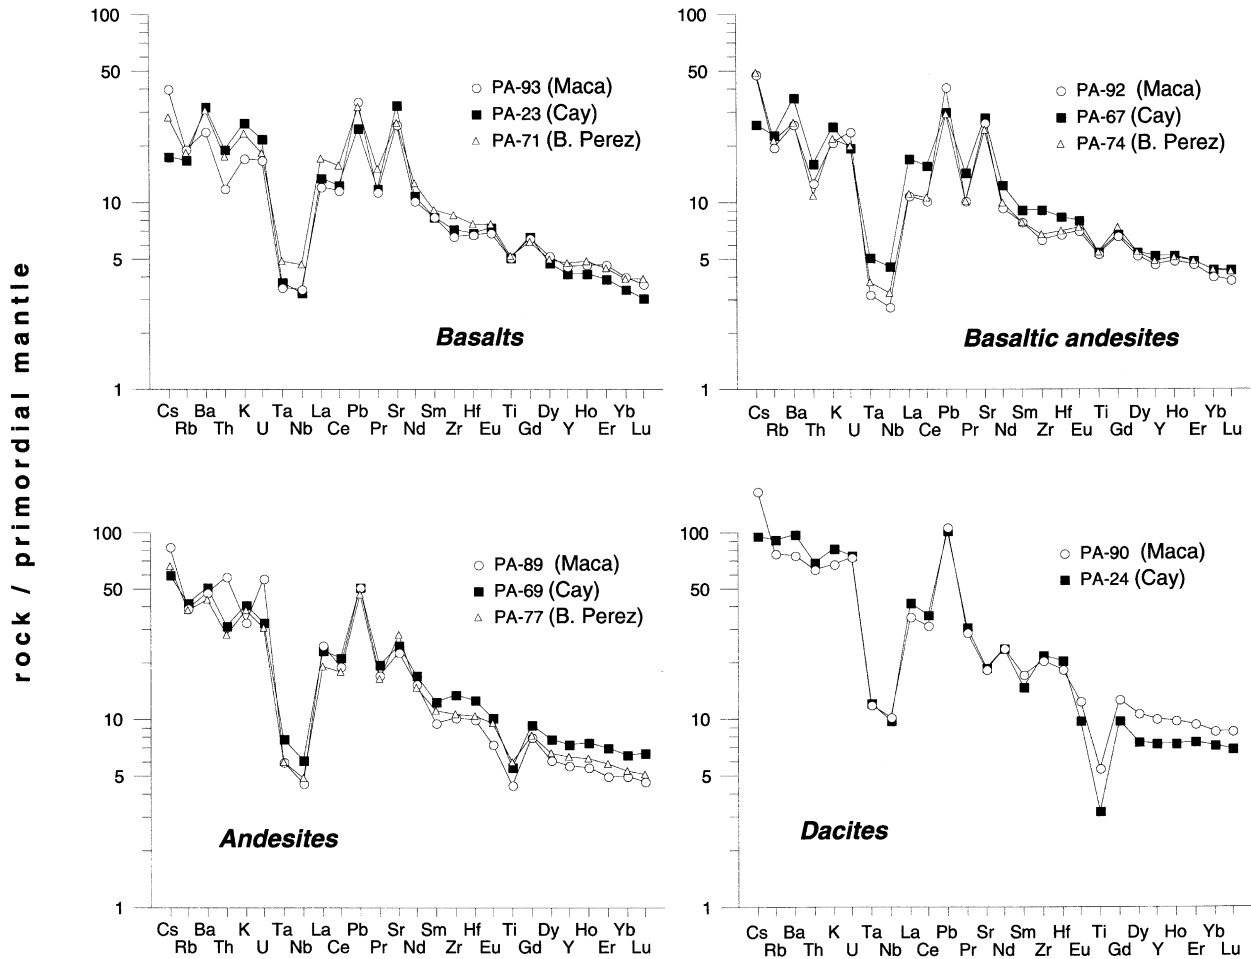 rock / primordial mantle
100
50
10
5
1
PA-93 (Maca)
PA-23 (Cay)
PA-71 (B. Perez)
Basalts
Cs Ba K Ta La Pb Sr Sm Hf Ti Dy Ho Yb
Rb Th U Nb Ce Pr Nd Zr Eu Gd Y Er Lu
100
50
10
5
1
PA-92 (Maca)
PA-67 (Cay)
PA-74 (B. Perez)
Basaltic andesites
Cs Ba K Ta La Pb Sr Sm Hf Ti Dy Ho Yb
Rb Th U Nb Ce Pr Nd Zr Eu Gd Y Er Lu
100
50
10
5
1
PA-89 (Maca)
PA-69 (Cay)
PA-77 (B. Perez)
Andesites
Cs Ba K Ta La Pb Sr Sm Hf Ti Dy Ho Yb
Rb Th U Nb Ce Pr Nd Zr Eu Gd Y Er Lu
100
50
10
5
1
PA-90 (Maca)
PA-24 (Cay)
Dacites
Cs Ba K Ta La Pb Sr Sm Hf Ti Dy Ho Yb
Rb Th U Nb Ce Pr Nd Zr Eu Gd Y Er Lu